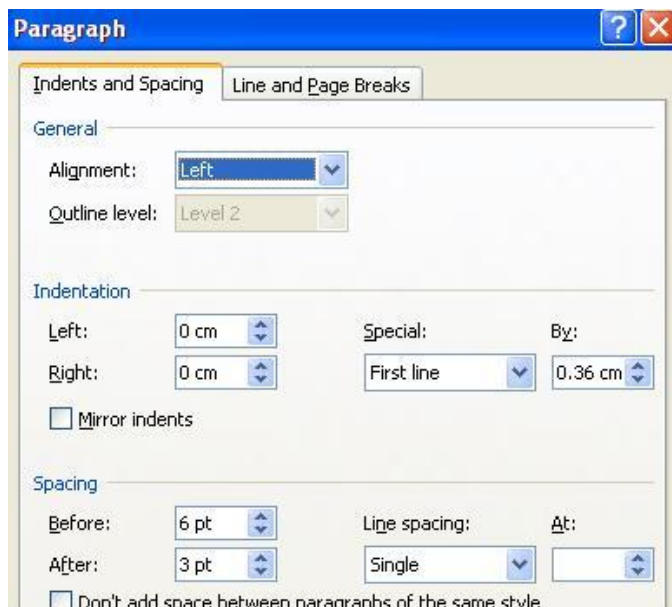 Paragraph
Indents and Spacing Line and Page Breaks
General
Alignment: Left
Outline level: Level 2
Indentation
Left: 0 cm Special: By:
Right: 0 cm First line 0.36 cm
Mirror indents
Spacing
Before: 6 pt Line spacing: At:
After: 3 pt Single
Don't add space between paragraphs of the same style